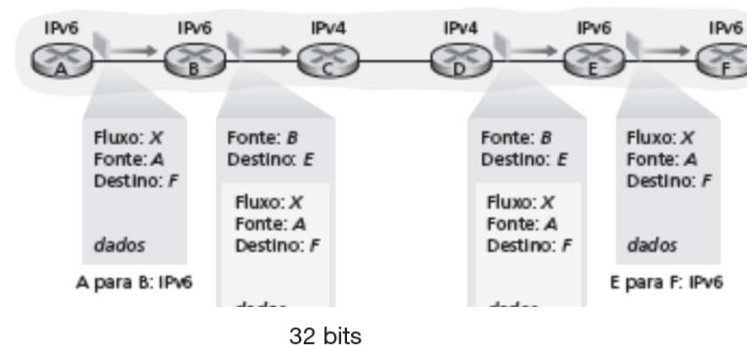 IPv6 IPv6 IPv4 IPv4 IPv6 IPv6
A B C D E F
Fluxo: X
Fonte: A
Destino: F
dados
A para B: IPv6
Fonte: B
Destino: E
Fluxo: X
Fonte: A
Destino: F
Fonte: B
Destino: E
Fluxo: X
Fonte: A
Destino: F
Fluxo: X
Fonte: A
Destino: F
dados
E para F: IPv6
32 bits